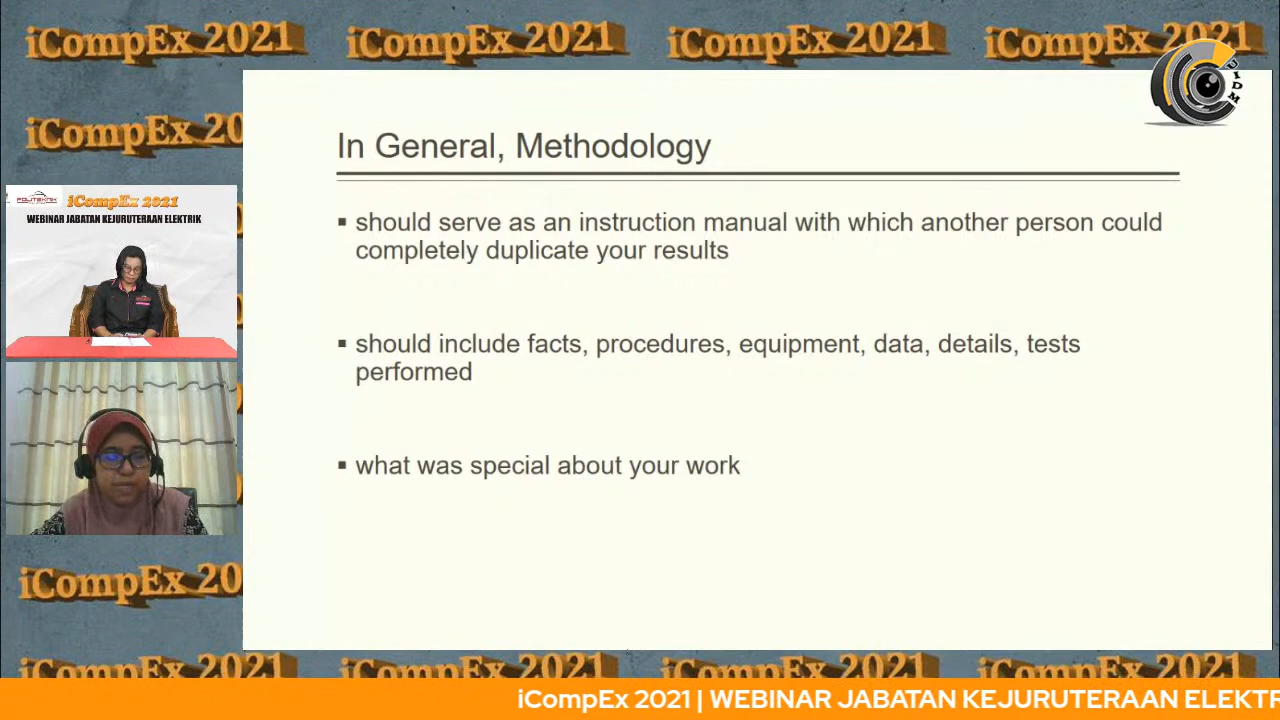 iCompEx 2021 iCompEx 2021 iCompEx 2021 iCompEx 2021
UIDM
iCompEx 20
In General, Methodology
POLITEKNIK
iCompEx 2021
WEBINAR JABATAN KEJURUTERAAN ELEKTRIK
▪ should serve as an instruction manual with which another person could
completely duplicate your results
▪ should include facts, procedures, equipment, data, details, tests
performed
▪ what was special about your work
iCompEx 20
iCompEx 2021 iCompEx 2021 iCompEx 2021 iCompEx 2021
iCompEx 2021 | WEBINAR JABATAN KEJURUTERAAN ELEKTR